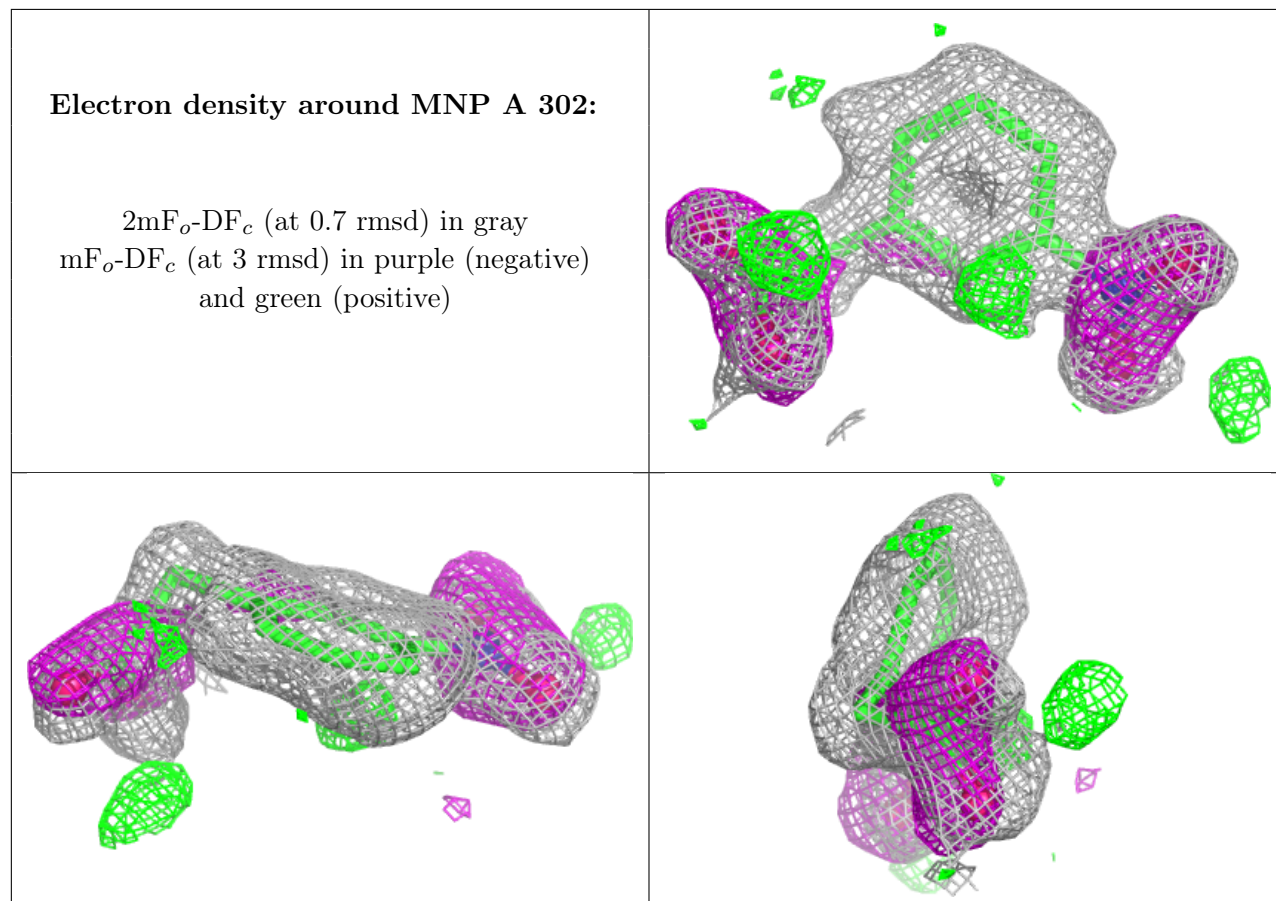 Electron density around MNP A 302:
2mFo-DFc (at 0.7 rmsd) in gray
mFo-DFc (at 3 rmsd) in purple (negative)
and green (positive)